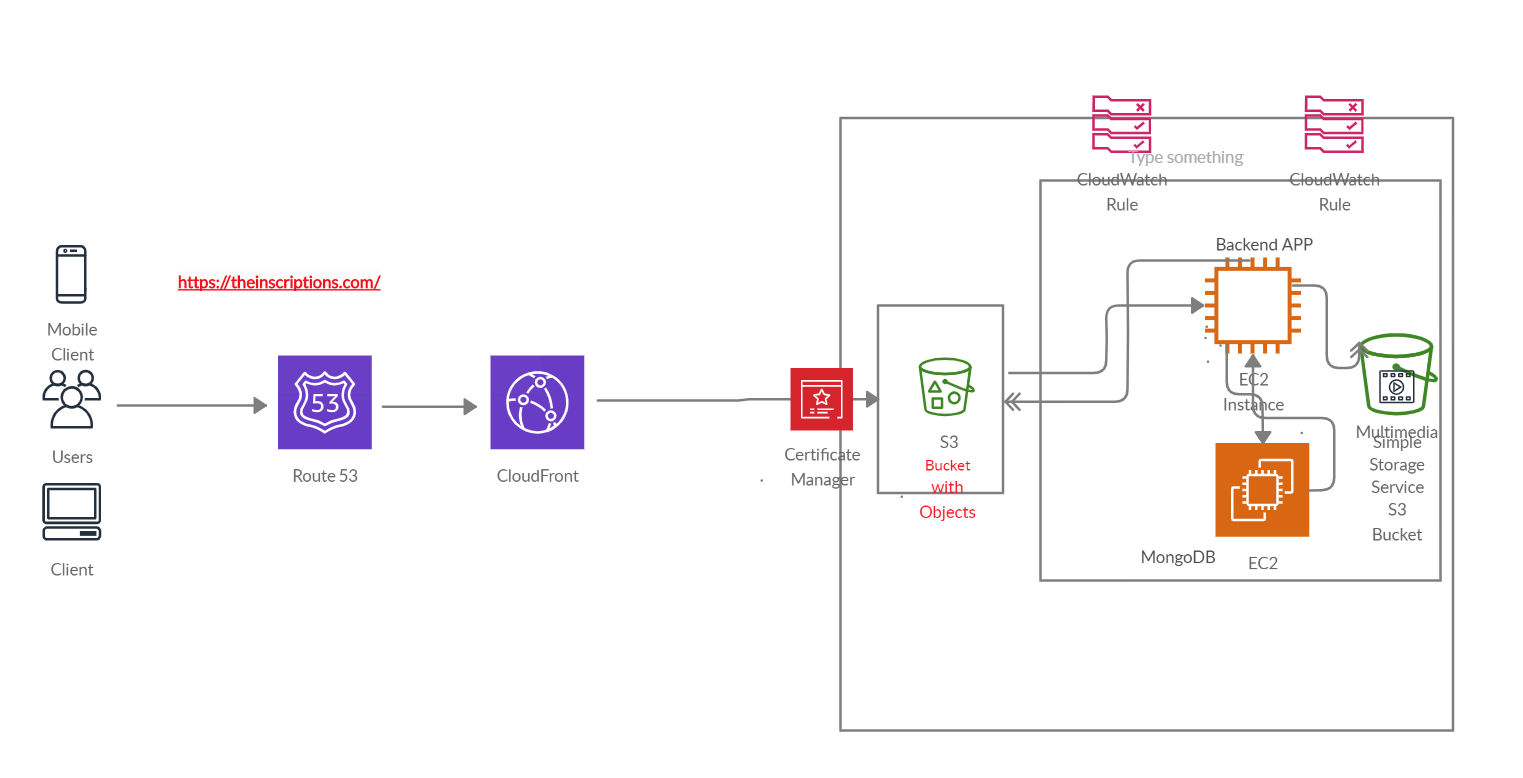 Type something
CloudWatch
Rule
CloudWatch
Rule
Mobile
Client
Users
Client
https://theinscriptions.com/
53
Route 53
CloudFront
Certificate
Manager
S3
Bucket
with
Objects
Backend APP
EC2
Instance
MongoDB
EC2
Multimedia
Simple
Storage
Service
S3
Bucket